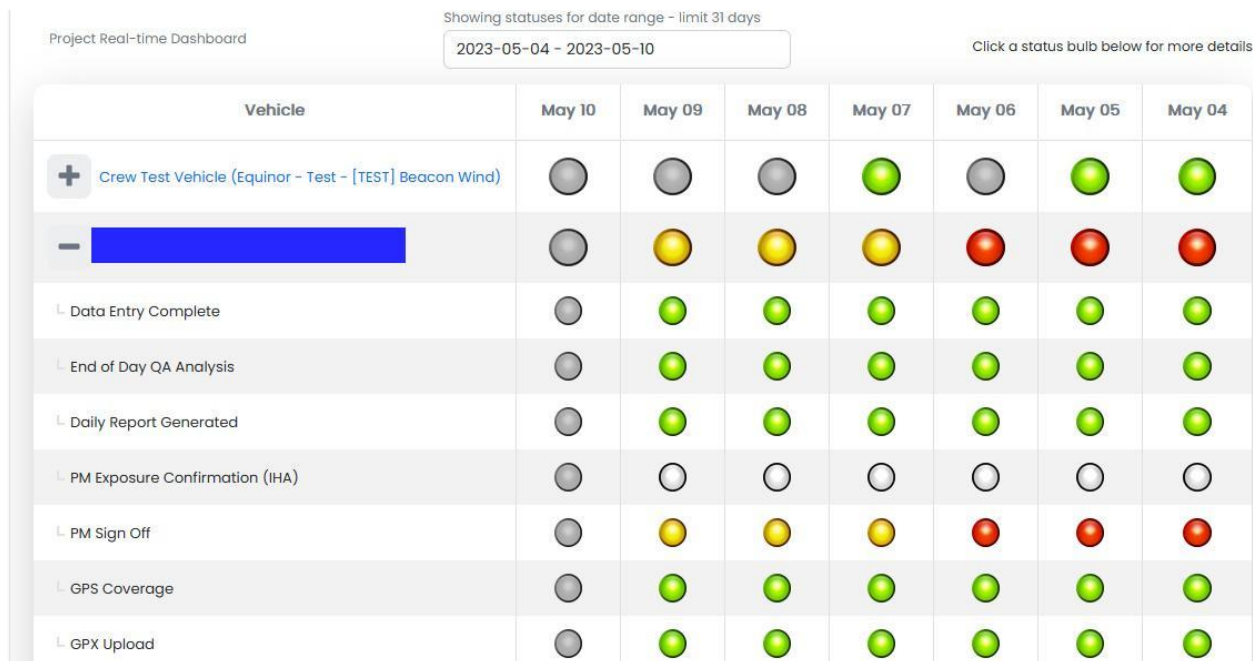 Showing statuses for date range - limit 31 days
Project Real-time Dashboard
2023-05-04 - 2023-05-10
Click a status bulb below for more details
Vehicle May 10 May 09 May 08 May 07 May 06 May 05 May 04
Crew Test Vehicle (Equinor - Test - [TEST] Beacon Wind)
Data Entry Complete
End of Day QA Analysis
Daily Report Generated
PM Exposure Confirmation (IHA)
PM Sign Off
GPS Coverage
GPX Upload